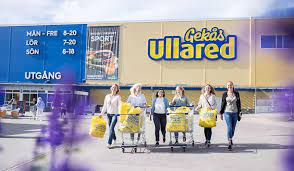 MÅN - FRE 8-20
LÖR 7-20
SÖN 8-18
UTGÅNG
SPORT
Gekås
Ullared